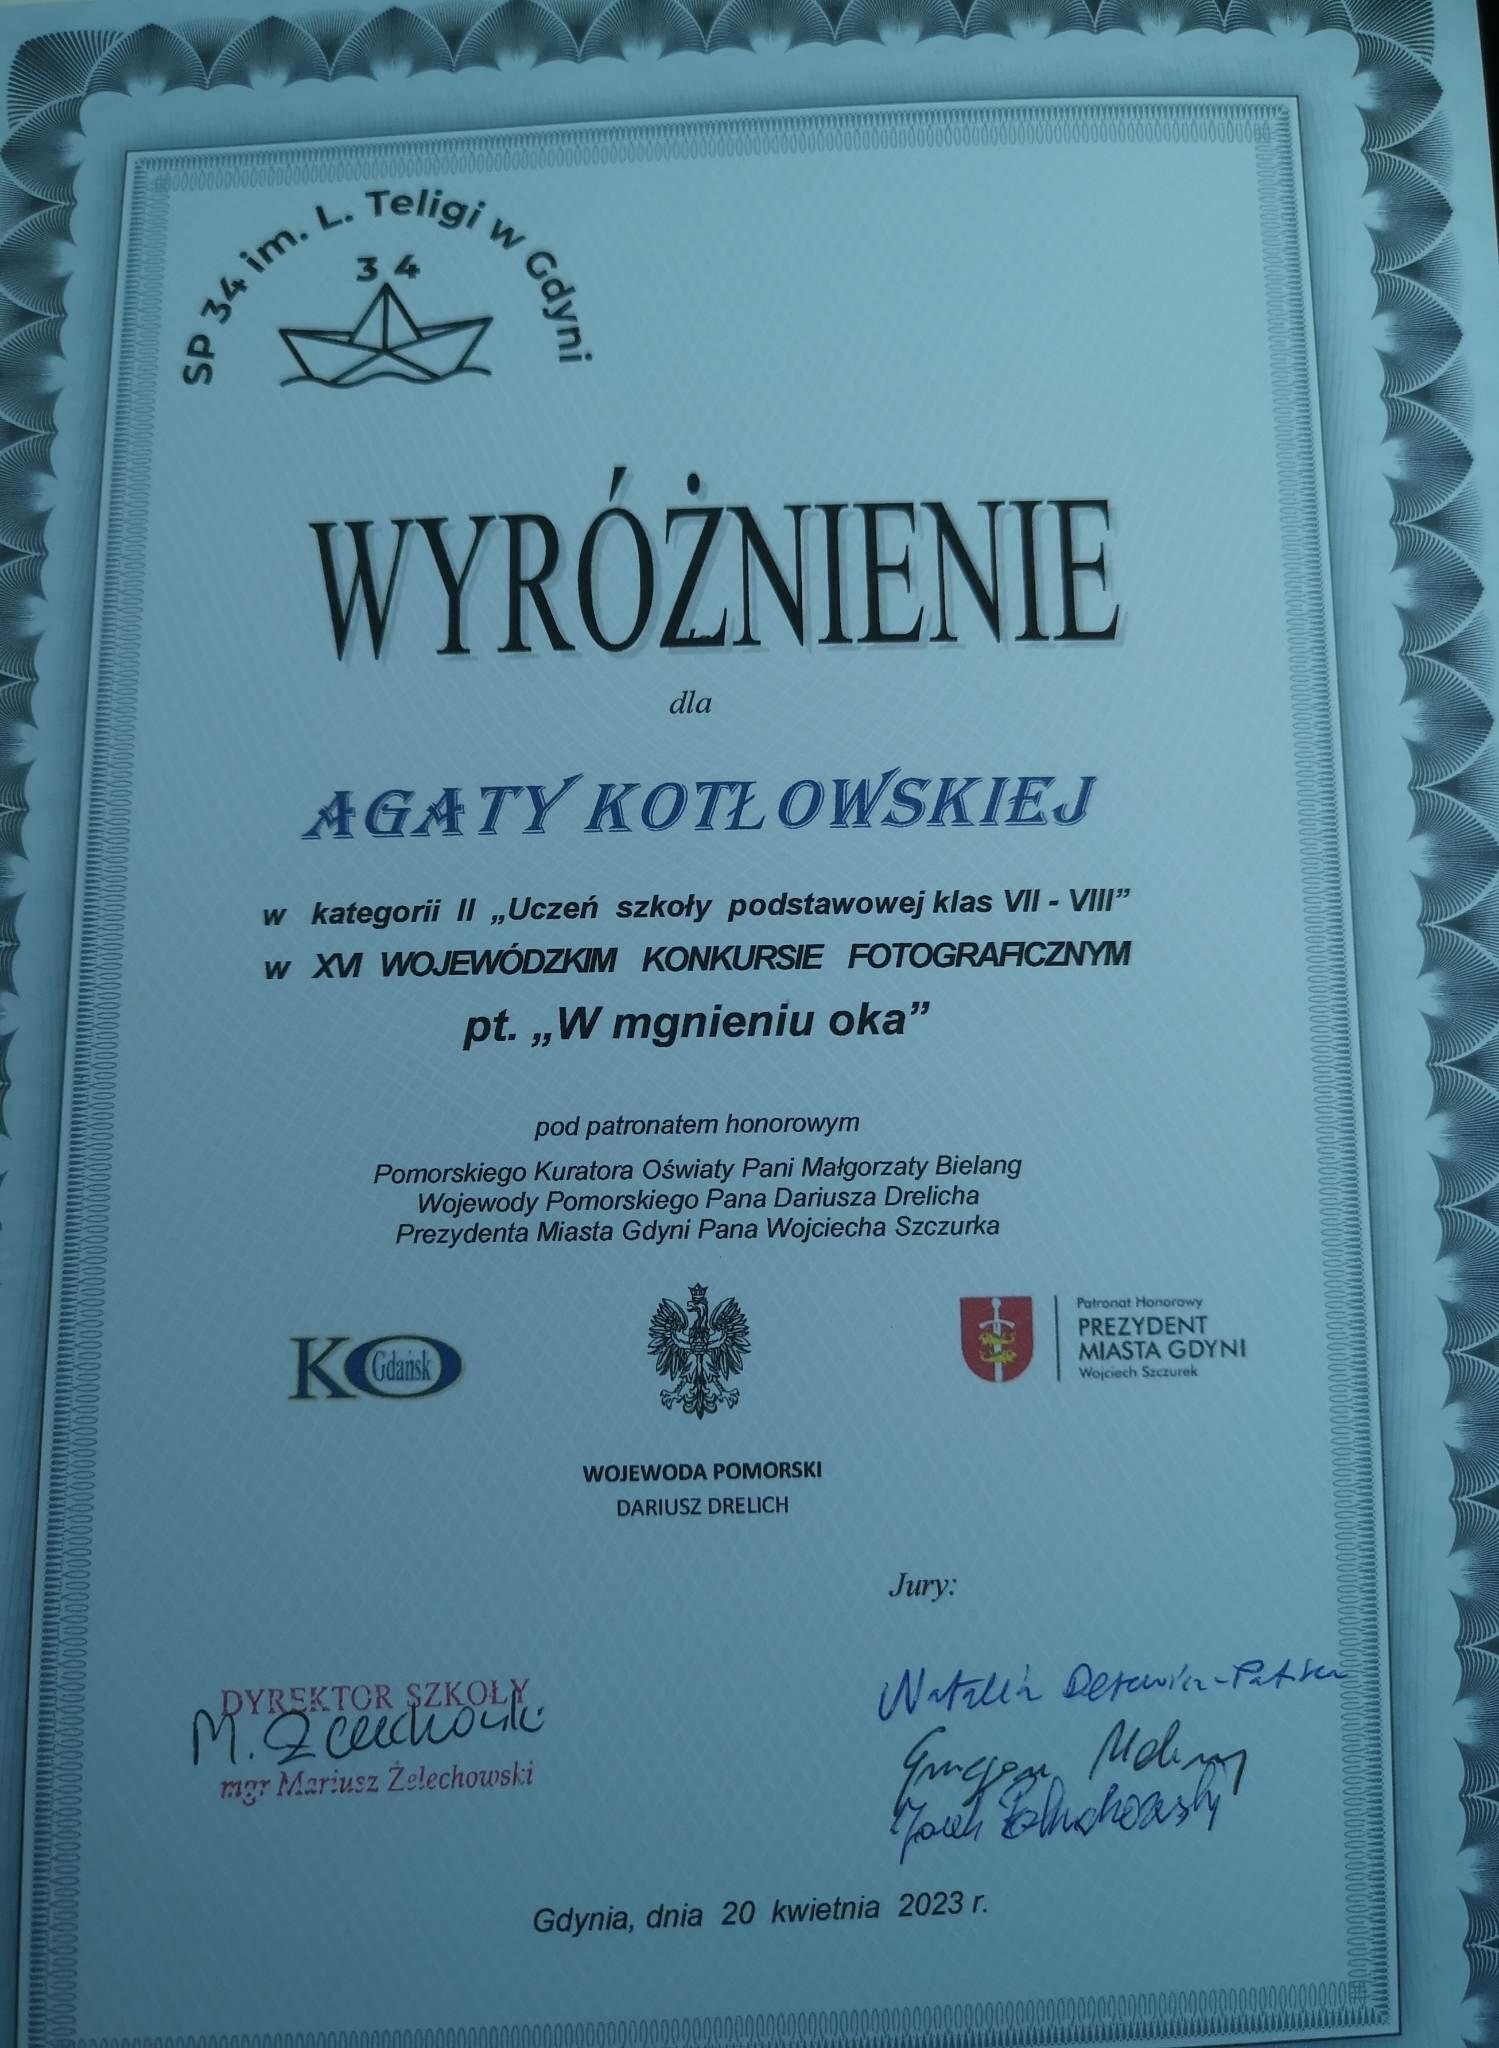 SP 34 im. L. Teligi w Gdyni
34
WYRÓŻNIENIE
dla
AGATY KOTŁOWSKIEJ
w kategorii II „Uczeń szkoły podstawowej klas VII - VIII”
w XVI WOJEWÓDZKIM KONKURSIE FOTOGRAFICZNYM
pt. „W mgnieniu oka”
pod patronatem honorowym
Pomorskiego Kuratora Oświaty Pani Małgorzaty Bielang
Wojewody Pomorskiego Pana Dariusza Drelicha
Prezydenta Miasta Gdyni Pana Wojciecha Szczurka
KO Gdańsk
Patronat Honorowy
PREZYDENT
MIASTA GDYNI
Wojciech Szczurek
WOJEWODA POMORSKI
DARIUSZ DRELICH
Jury:
DYREKTOR SZKOŁY
mgr Mariusz Żelechowski
Natalia
Jacek
Gdynia, dnia 20 kwietnia 2023 r.